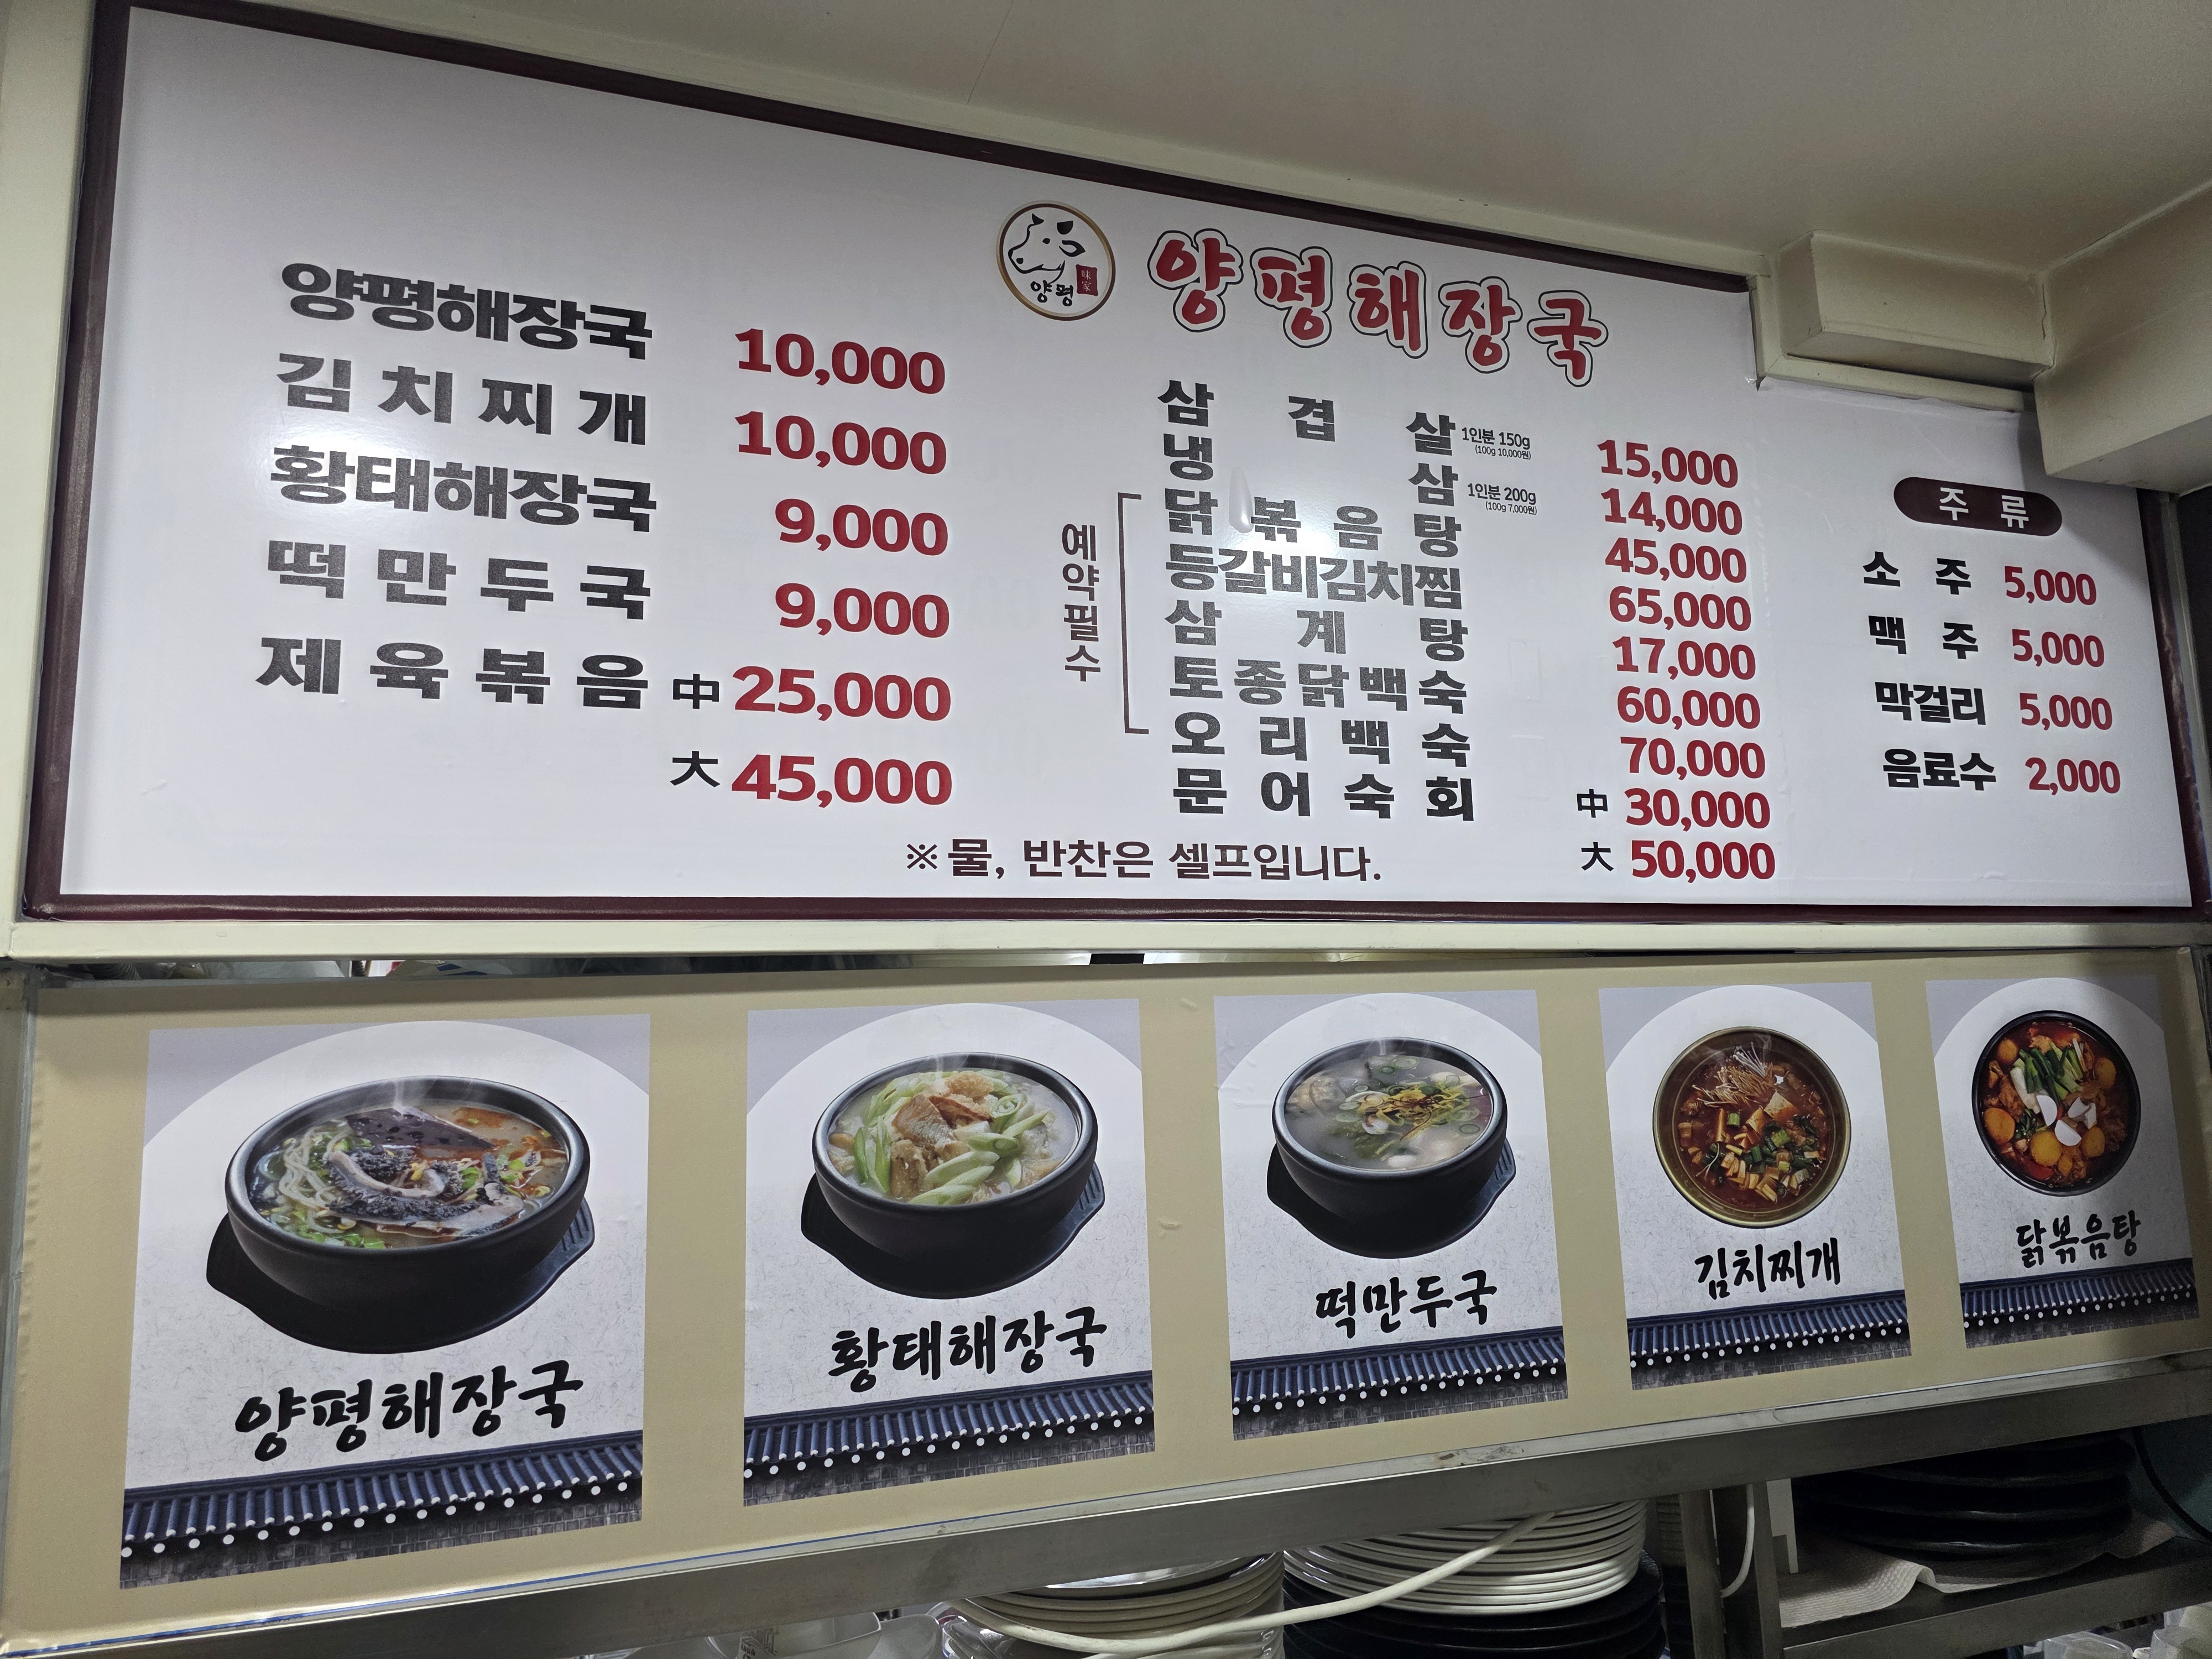 양평해장국 10,000
김치찌개 10,000
황태해장국 9,000
떡만두국 9,000
제육볶음 中 25,000
大 45,000
양평
味家
양평해장국
삼겹살 1인분 150g (100g 10,000원) 15,000
냉삼 1인분 200g (100g 7,000원) 14,000
예약필수
닭볶음탕 45,000
등갈비김치찜 65,000
삼계탕 17,000
토종닭백숙 60,000
오리백숙 70,000
문어숙회 中 30,000
大 50,000
※물, 반찬은 셀프입니다.
주류
소주 5,000
맥주 5,000
막걸리 5,000
음료수 2,000
양평해장국
황태해장국
떡만두국
김치찌개
닭볶음탕